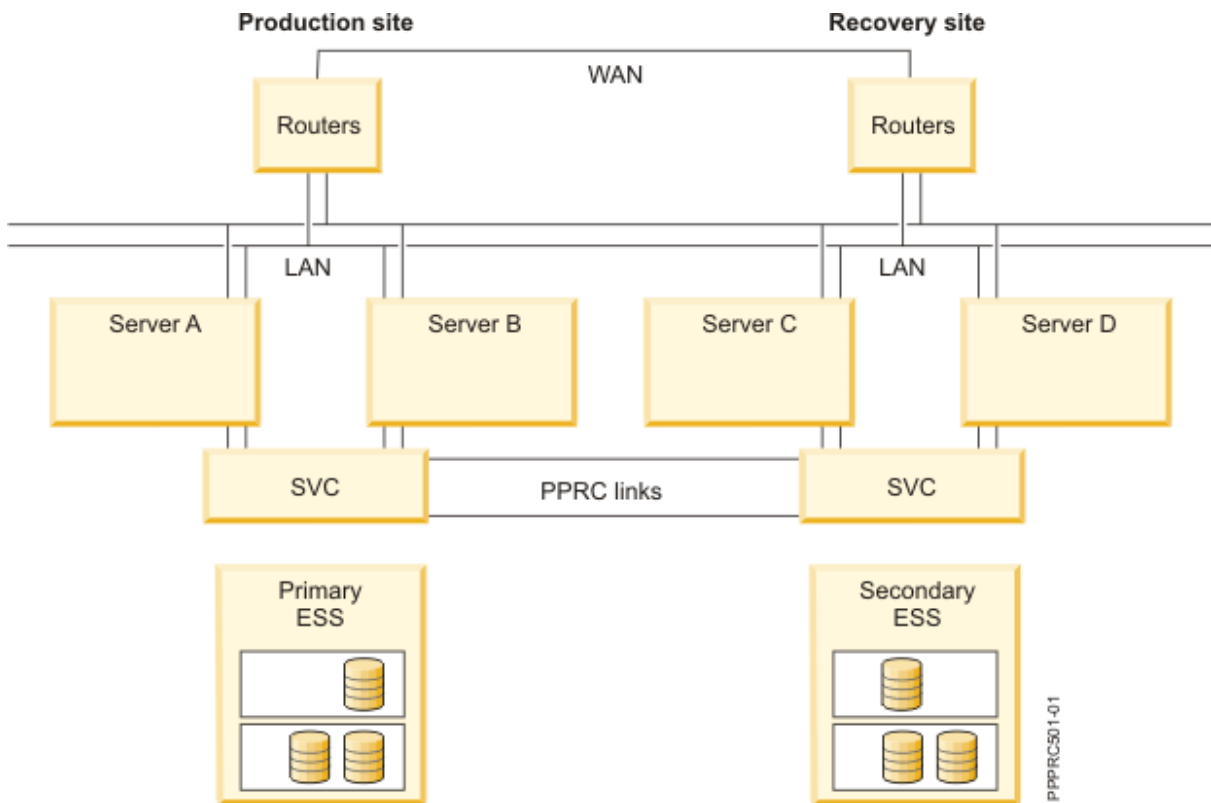 Production site
Recovery site
WAN
Routers
Routers
LAN
LAN
Server A
Server B
Server C
Server D
SVC
PPRC links
SVC
Primary
ESS
Secondary
ESS
PPPRC501-01